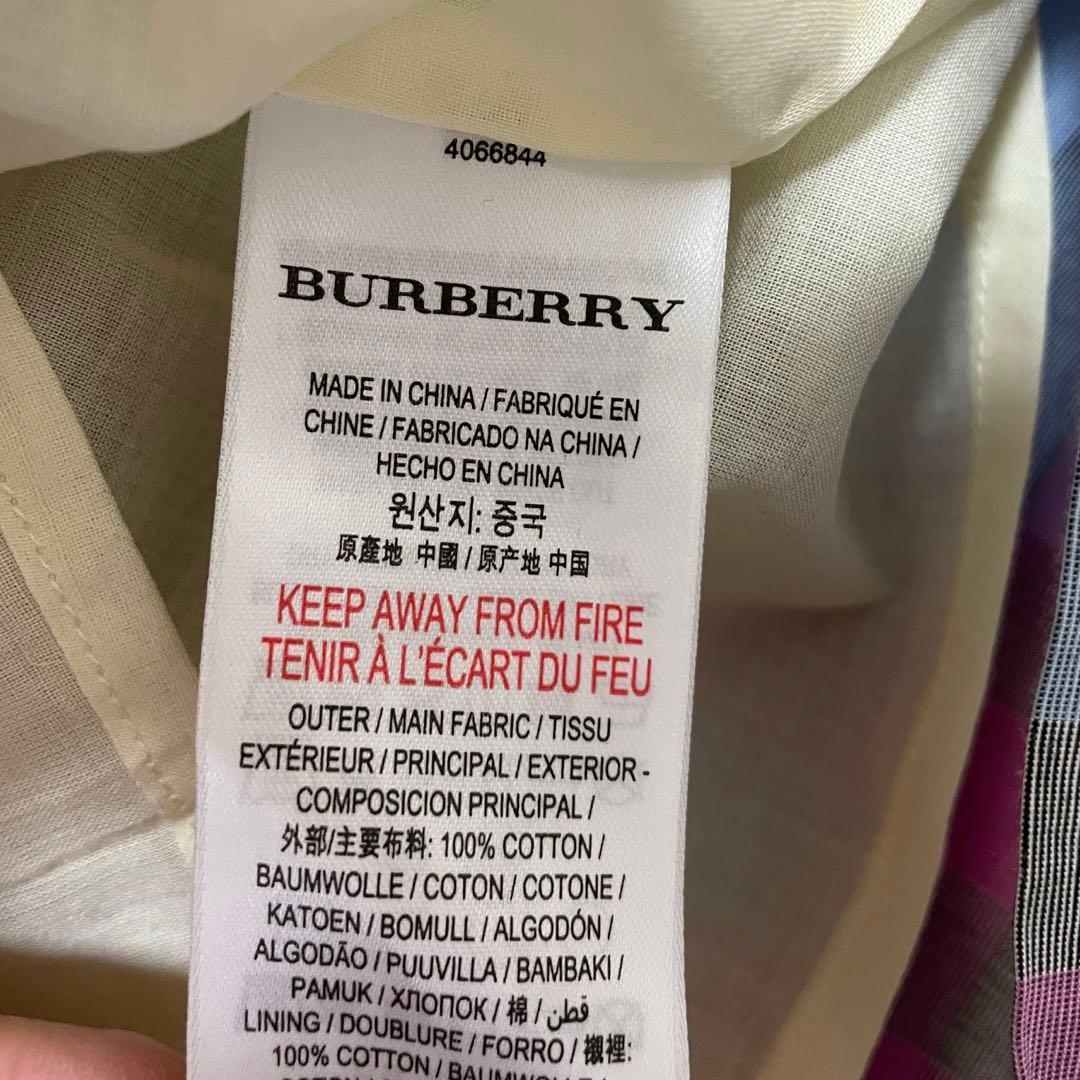 4066844
BURBERRY
MADE IN CHINA / FABRIQUÉ EN
CHINE / FABRICADO NA CHINA /
HECHO EN CHINA
원산지: 중국
原產地 中國 / 原产地 中国
KEEP AWAY FROM FIRE
TENIR À L'ÉCART DU FEU
OUTER / MAIN FABRIC / TISSU
EXTÉRIEUR / PRINCIPAL / EXTERIOR -
COMPOSICION PRINCIPAL /
外部/主要布料: 100% COTTON /
BAUMWOLLE / COTON / COTONE /
KATOEN / BOMULL / ALGODÓN /
ALGODÃO / PUUVILLA / BAMBAKI /
PAMUK / ХЛОПОК / 棉 / قطن /
LINING / DOUBLURE / FORRO / 襯裡:
100% COTTON / BAUMWOLLE /